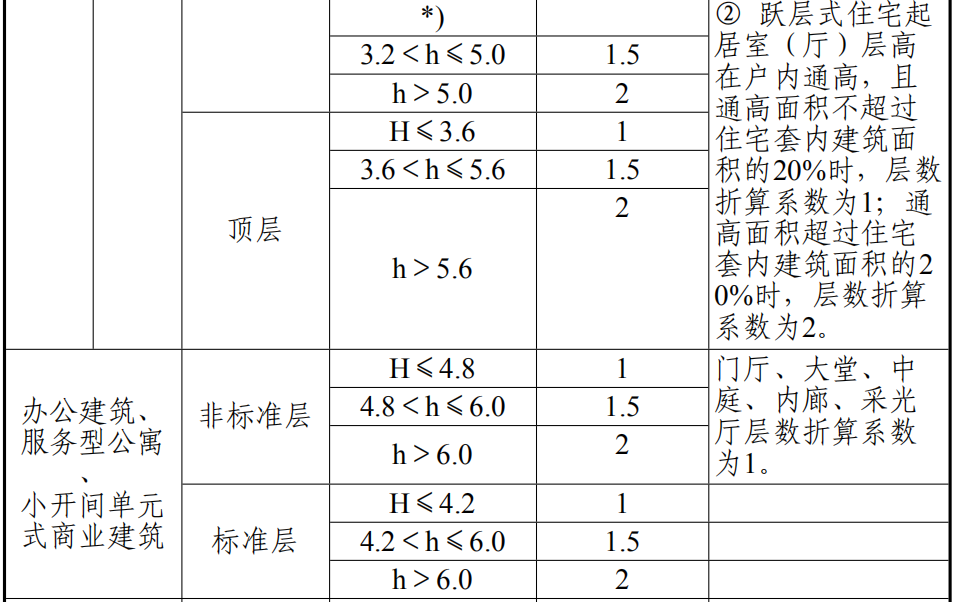 *)
3.2<h≤5.0 1.5
h>5.0 2
② 跃层式住宅起
居室（厅）层高
在户内通高，且
通高面积不超过
住宅套内建筑面
积的20%时，层数
折算系数为1；通
高面积超过住宅
套内建筑面积的2
0%时，层数折算
系数为2。
顶层
H≤3.6 1
3.6<h≤5.6 1.5
h>5.6 2
办公建筑、
服务型公寓
、
小开间单元
式商业建筑
非标准层
H≤4.8 1
4.8<h≤6.0 1.5
h>6.0 2
门厅、大堂、中
庭、内廊、采光
厅层数折算系数
为1。
标准层
H≤4.2 1
4.2<h≤6.0 1.5
h>6.0 2